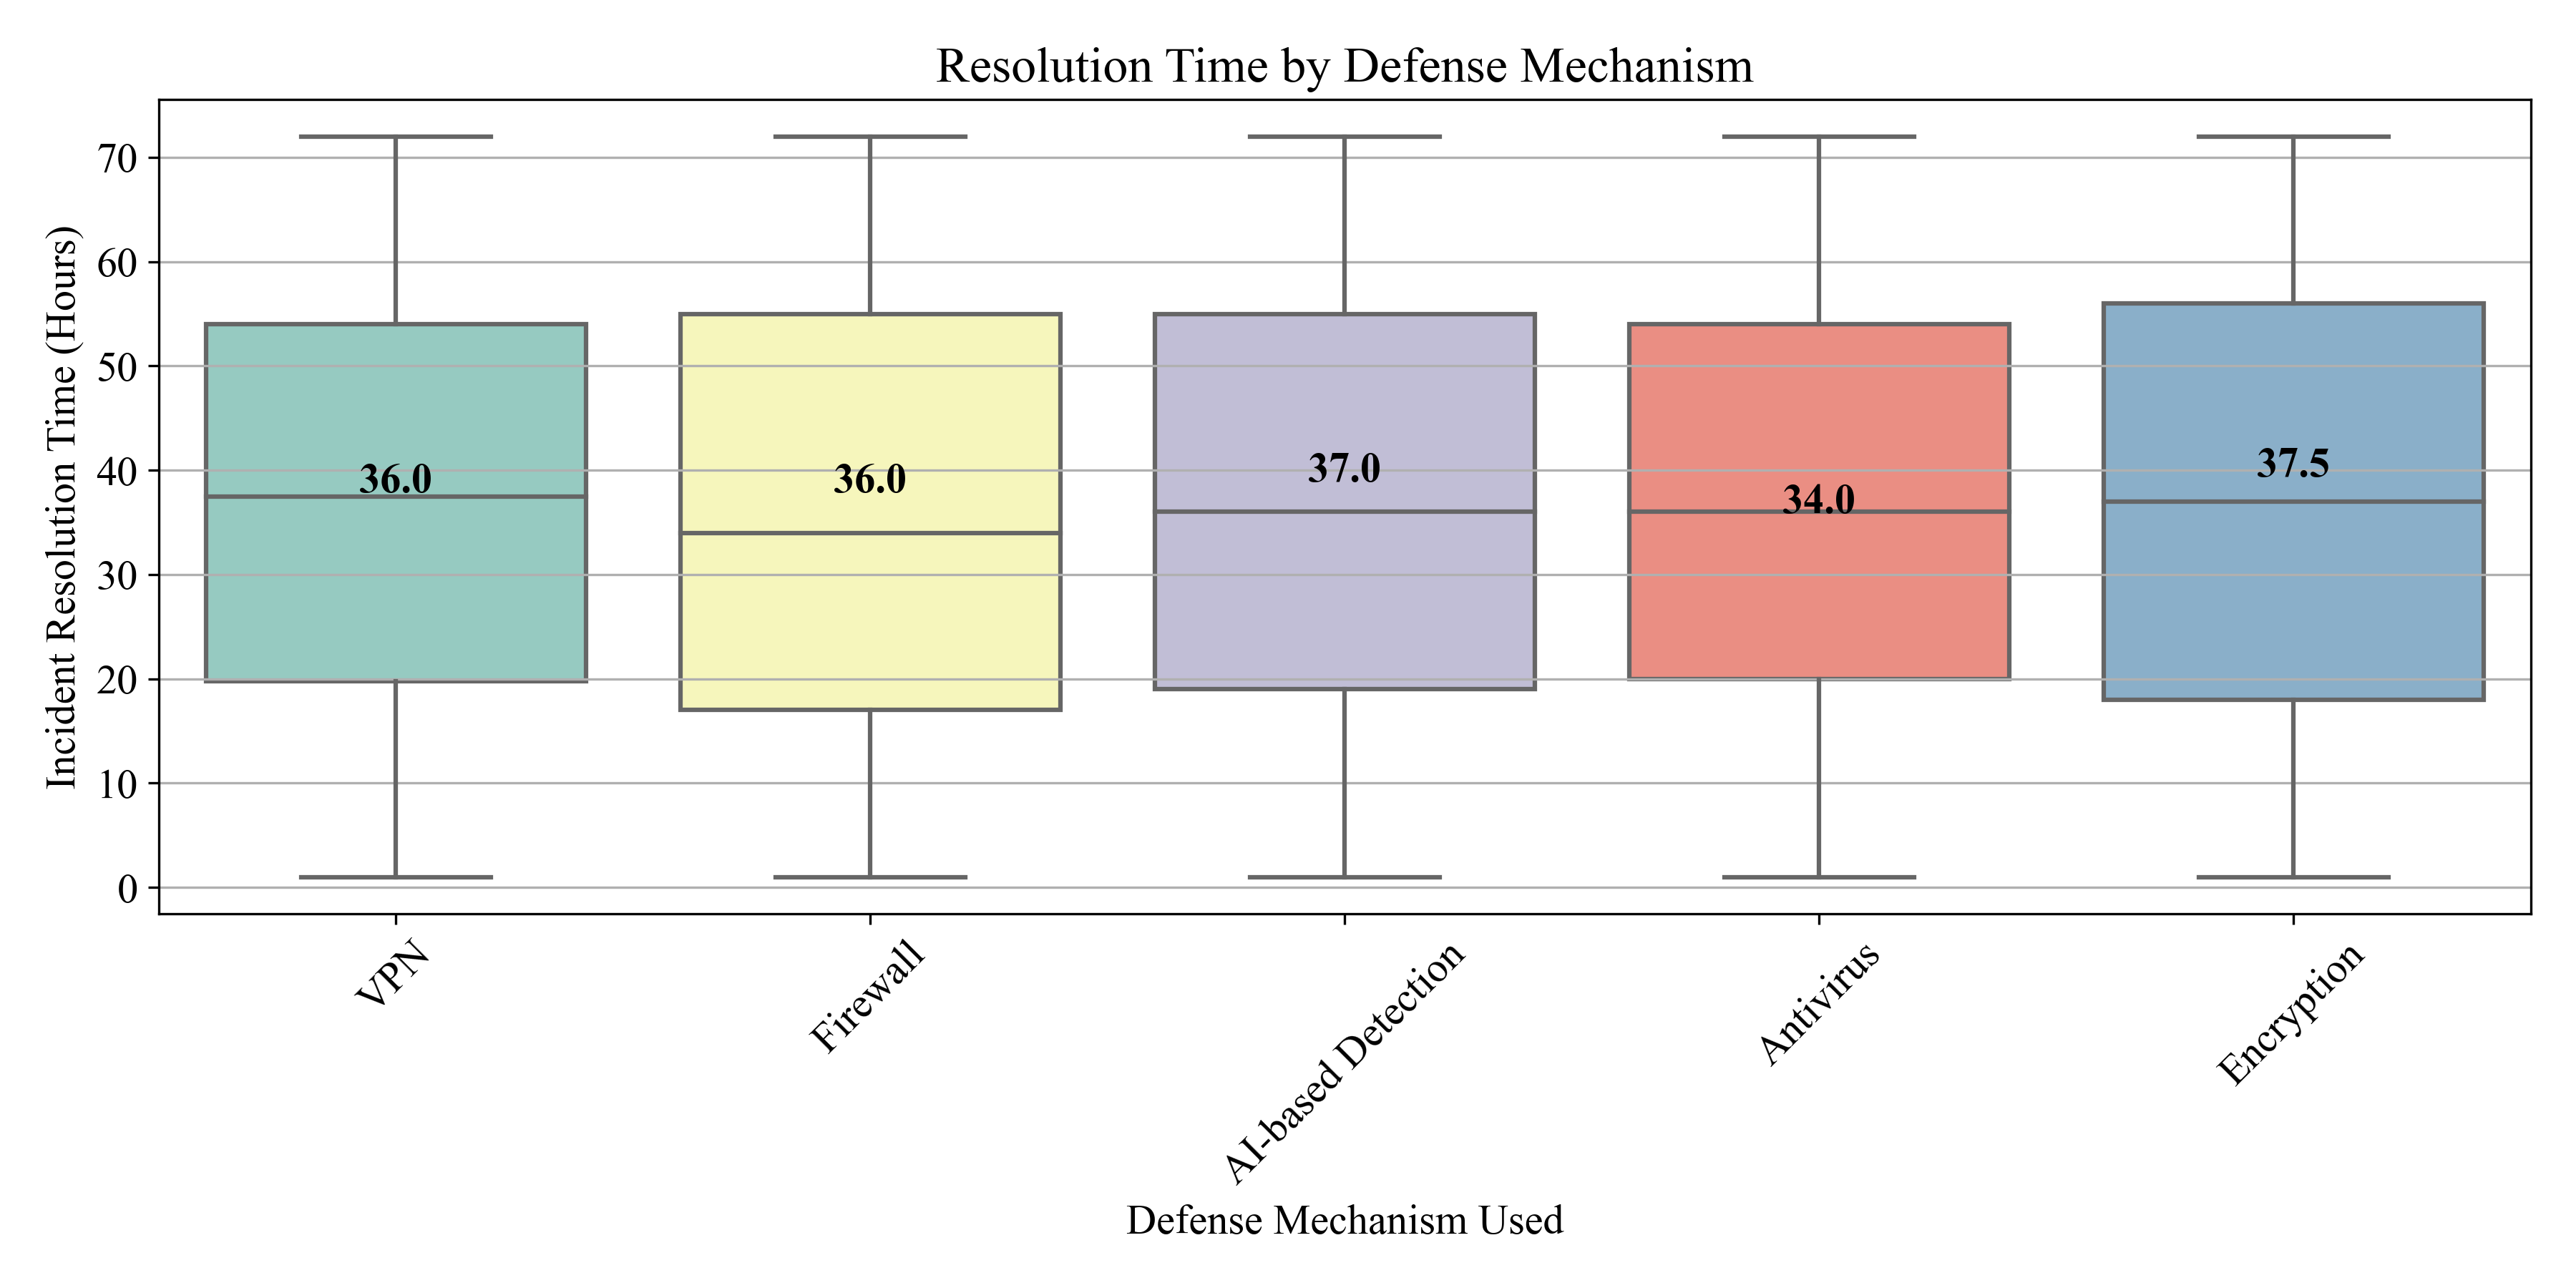 Resolution Time by Defense Mechanism
Incident Resolution Time (Hours)
70
60
50
40
30
20
10
0
36.0
36.0
37.0
34.0
37.5
VPN
Firewall
AI-based Detection
Antivirus
Encryption
Defense Mechanism Used